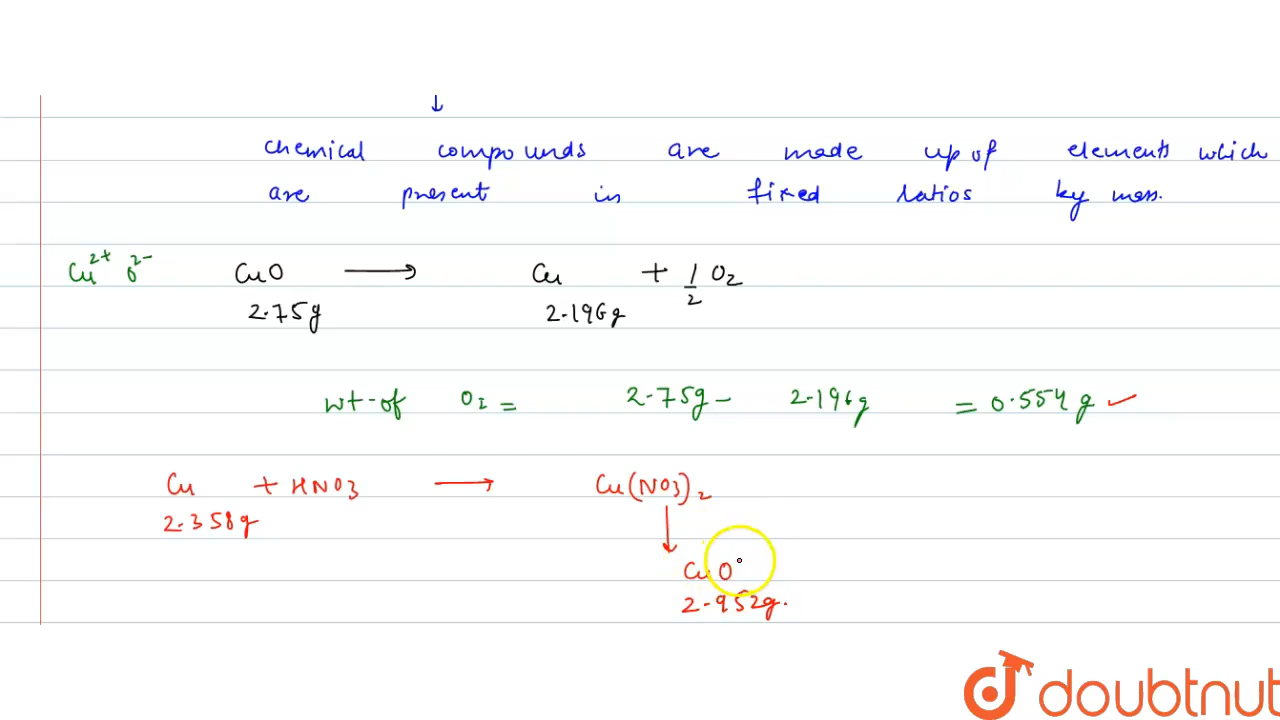 ↓
chemical compounds are made up of elements which
are present in fixed ratios by mass.
Cu²⁺ O²⁻ CuO ⟶ Cu + 1/2 O₂
2.75g 2.196g
wt-of O₂ = 2.75g - 2.196g = 0.554g ✓
Cu + HNO3 ⟶ Cu(NO3)₂
2.358g
↓
CuO
2.952g.
doubtnut